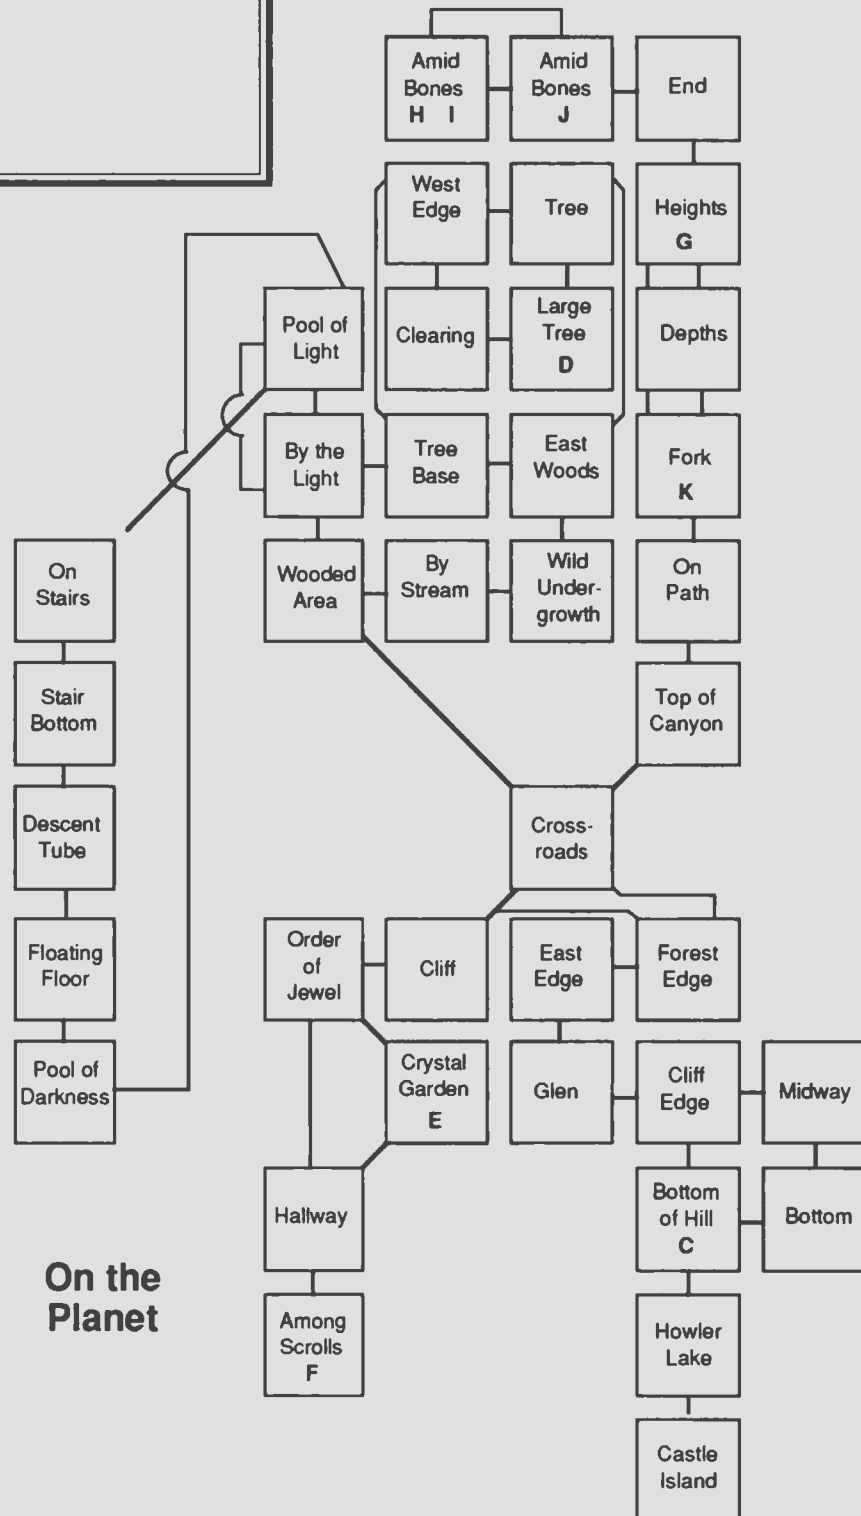 Amid
Bones
H I
Amid
Bones
J
End
West
Edge
Tree
Heights
G
Pool of
Light
Clearing
Large
Tree
D
Depths
By the
Light
Tree
Base
East
Woods
Fork
K
On
Stairs
Wooded
Area
By
Stream
Wild
Under-
growth
On
Path
Stair
Bottom
Top of
Canyon
Descent
Tube
Cross-
roads
Floating
Floor
Order
of
Jewel
Cliff
East
Edge
Forest
Edge
Pool of
Darkness
Crystal
Garden
E
Glen
Cliff
Edge
Midway
Hallway
Bottom
of Hill
C
Bottom
On the
Planet
Among
Scrolls
F
Howler
Lake
Castle
Island